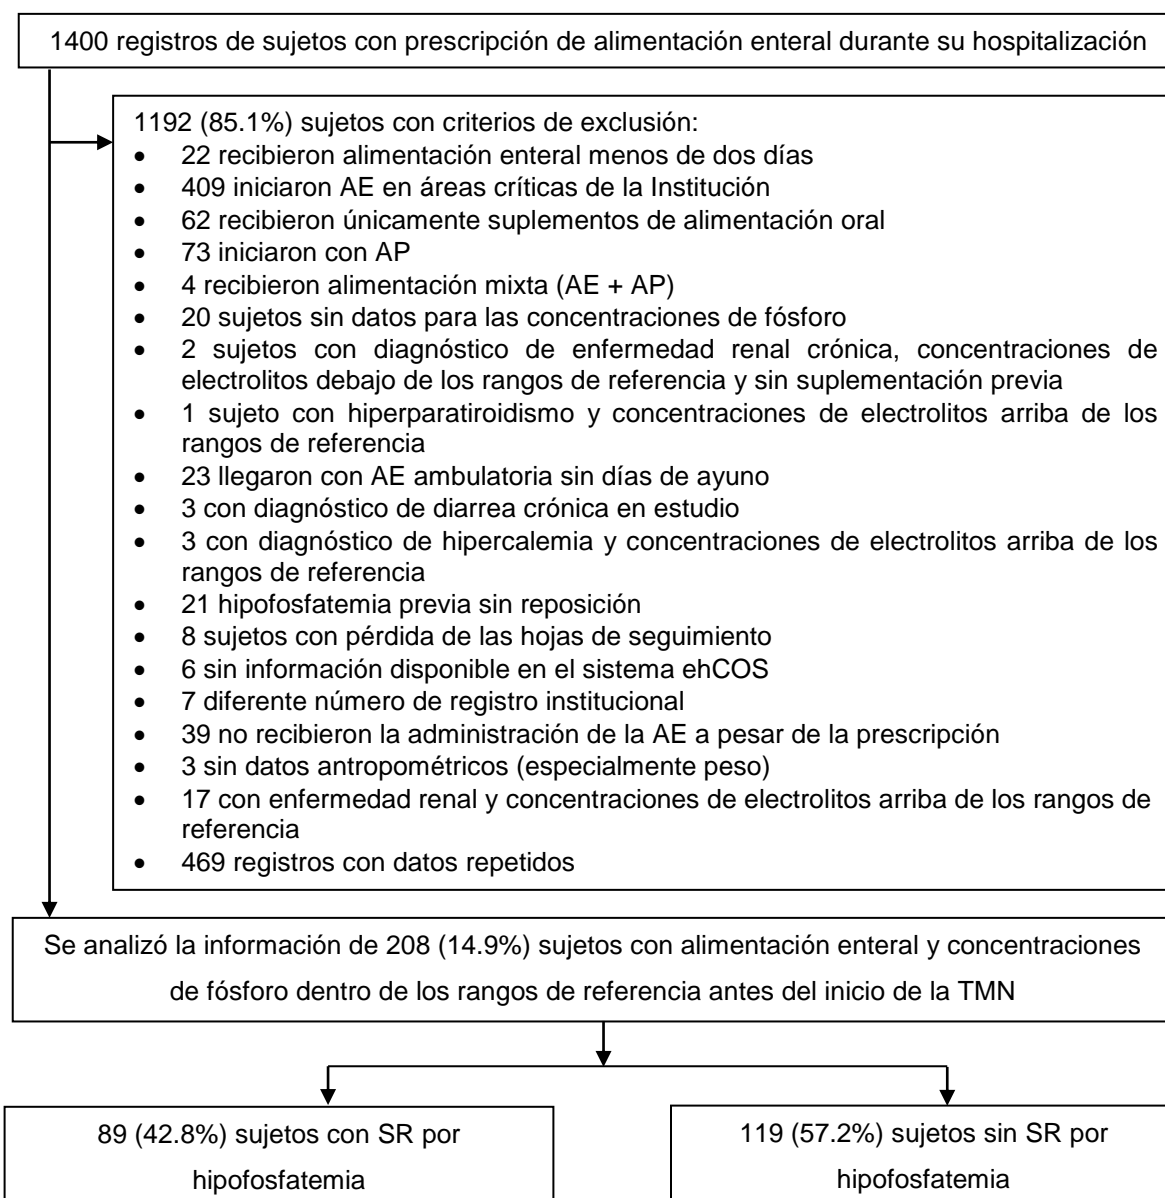 1400 registros de sujetos con prescripción de alimentación enteral durante su hospitalización
1192 (85.1%) sujetos con criterios de exclusión:
• 22 recibieron alimentación enteral menos de dos días
• 409 iniciaron AE en áreas críticas de la Institución
• 62 recibieron únicamente suplementos de alimentación oral
• 73 iniciaron con AP
• 4 recibieron alimentación mixta (AE + AP)
• 20 sujetos sin datos para las concentraciones de fósforo
• 2 sujetos con diagnóstico de enfermedad renal crónica, concentraciones de
electrolitos debajo de los rangos de referencia y sin suplementación previa
• 1 sujeto con hiperparatiroidismo y concentraciones de electrolitos arriba de los
rangos de referencia
• 23 llegaron con AE ambulatoria sin días de ayuno
• 3 con diagnóstico de diarrea crónica en estudio
• 3 con diagnóstico de hipercalemia y concentraciones de electrolitos arriba de los
rangos de referencia
• 21 hipofosfatemia previa sin reposición
• 8 sujetos con pérdida de las hojas de seguimiento
• 6 sin información disponible en el sistema ehCOS
• 7 diferente número de registro institucional
• 39 no recibieron la administración de la AE a pesar de la prescripción
• 3 sin datos antropométricos (especialmente peso)
• 17 con enfermedad renal y concentraciones de electrolitos arriba de los rangos de
referencia
• 469 registros con datos repetidos
Se analizó la información de 208 (14.9%) sujetos con alimentación enteral y concentraciones
de fósforo dentro de los rangos de referencia antes del inicio de la TMN
89 (42.8%) sujetos con SR por
hipofosfatemia
119 (57.2%) sujetos sin SR por
hipofosfatemia